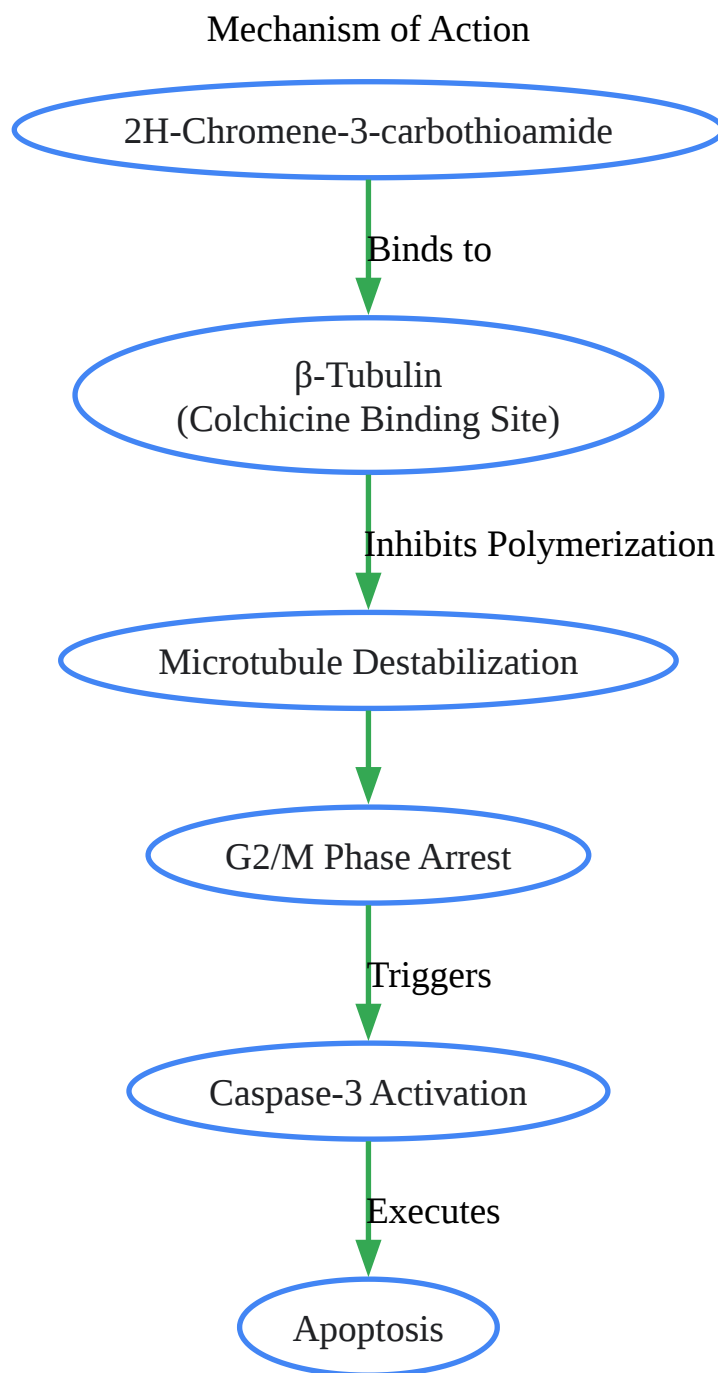 Mechanism of Action
2H-Chromene-3-carbothioamide
Binds to
β-Tubulin
(Colchicine Binding Site)
Inhibits Polymerization
Microtubule Destabilization
G2/M Phase Arrest
Triggers
Caspase-3 Activation
Executes
Apoptosis